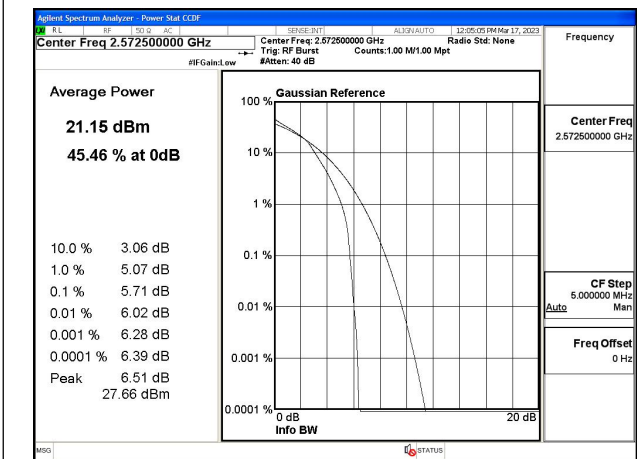 Agilent Spectrum Analyzer - Power Stat CCDF
RL RF 50 Ω AC SENSE:INT ALIGN AUTO 12:05:05 PM Mar 17, 2023
Center Freq 2.572500000 GHz
Center Freq: 2.572500000 GHz Radio Std: None
Trig: RF Burst Counts:1.00 M/1.00 Mpt
#IFGain:Low #Atten: 40 dB
Frequency
Average Power
21.15 dBm
45.46 % at 0dB
10.0 % 3.06 dB
1.0 % 5.07 dB
0.1 % 5.71 dB
0.01 % 6.02 dB
0.001 % 6.28 dB
0.0001 % 6.39 dB
Peak 6.51 dB
27.66 dBm
Gaussian Reference
100 %
10 %
1 %
0.1 %
0.01 %
0.001 %
0.0001 %
0 dB 20 dB
Info BW
Center Freq
2.572500000 GHz
CF Step
5.000000 MHz
Auto Man
Freq Offset
0 Hz
MSG STATUS